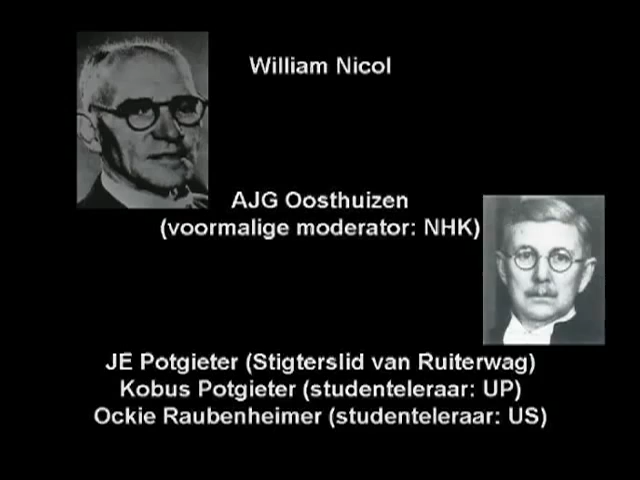 William Nicol
AJG Oosthuizen
(voormalige moderator: NHK)
JE Potgieter (Stigterslid van Ruiterwag)
Kobus Potgieter (studenteleraar: UP)
Ockie Raubenheimer (studenteleraar: US)